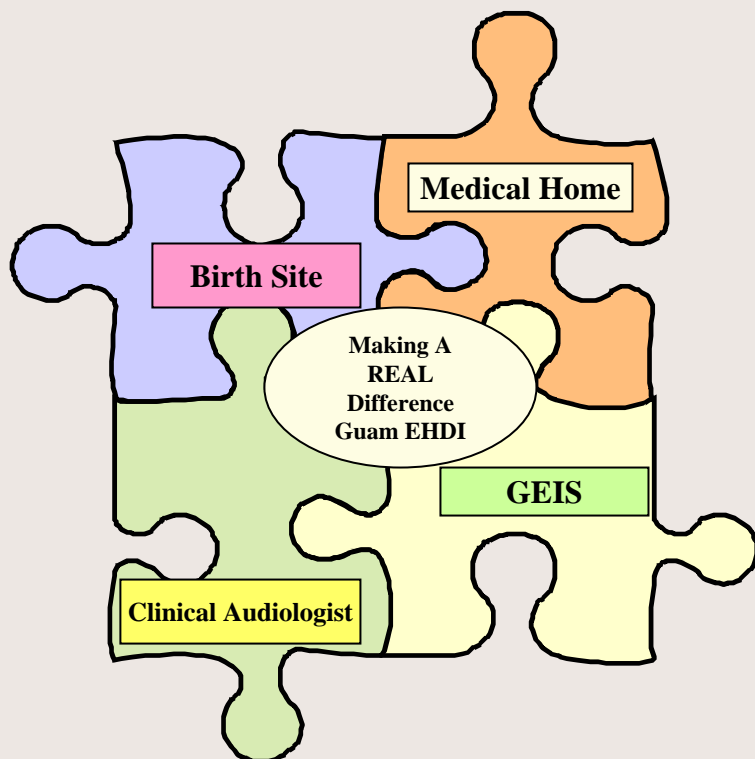 Medical Home
Birth Site
Making A
REAL
Difference
Guam EHDI
GEIS
Clinical Audiologist